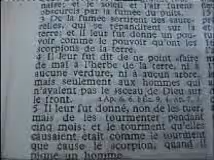 naire; et le soleil et l'air furent
obscurcis par la fumée du puits.
3 De la fumée sortirent des saute-
relles, qui se répandirent sur la
terre; et il leur fut donné un pou-
voir comme le pouvoir qu'ont les
scorpions de la terre.
4 Il leur fut dit de ne point faire
de mal à l'herbe de la terre, ni à
aucune verdure, ni à aucun arbre,
mais seulement aux hommes qui
n'avaient pas le sceau de Dieu sur
le front.
5 Il leur fut donné, non de les tuer,
mais de les tourmenter pendant
cinq mois; et le tourment qu'elles
causaient était comme le tourment
que cause le scorpion, quand il
pique un homme.